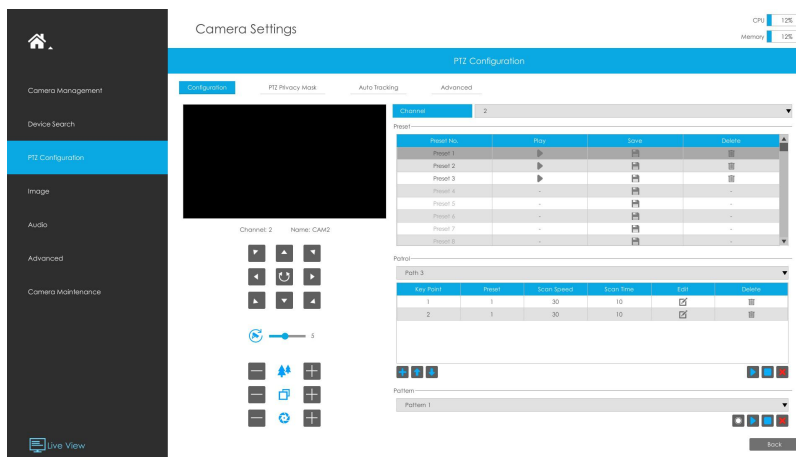 Camera Settings
CPU 12%
Memory 12%
PTZ Configuration
Camera Management
Device Search
PTZ Configuration
Image
Audio
Advanced
Camera Maintenance
Live View
Configuration PTZ Privacy Mask Auto Tracking Advanced
Channel: 2 Name: CAM2
5
Channel 2
Preset
Preset No. Play Save Delete
Preset 1
Preset 2
Preset 3
Preset 4 - -
Preset 5 - -
Preset 6 - -
Preset 7 - -
Preset 8 - -
Patrol
Path 3
Key Point Preset Scan Speed Scan Time Edit Delete
1 1 30 10
2 1 30 10
Pattern
Pattern 1
Back